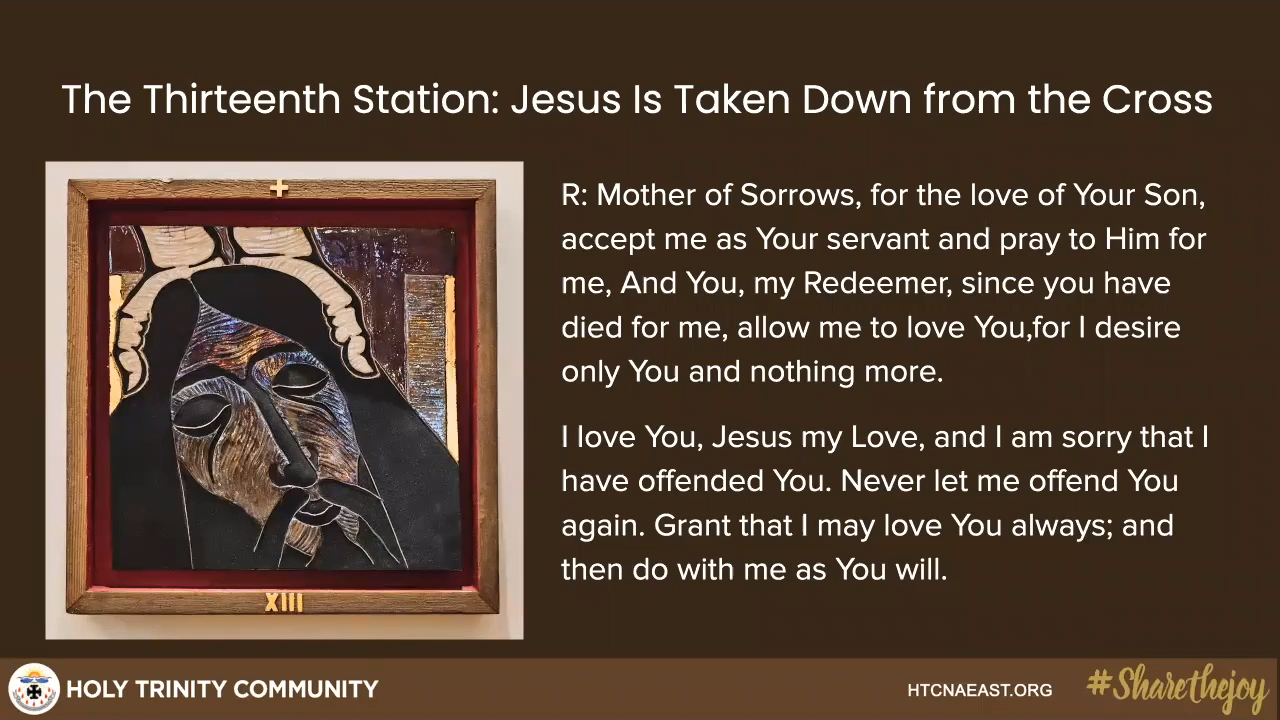 The Thirteenth Station: Jesus Is Taken Down from the Cross
R: Mother of Sorrows, for the love of Your Son,
accept me as Your servant and pray to Him for
me, And You, my Redeemer, since you have
died for me, allow me to love You,for I desire
only You and nothing more.
I love You, Jesus my Love, and I am sorry that I
have offended You. Never let me offend You
again. Grant that I may love You always; and
then do with me as You will.
XIII
HOLY TRINITY COMMUNITY
HTCNAEAST.ORG
#Sharethejoy